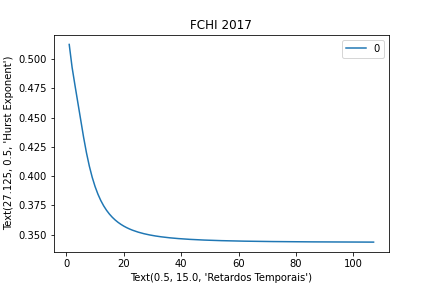 FCHI 2017
0
0.500
0.475
0.450
0.425
0.400
0.375
0.350
Text(27.125, 0.5, 'Hurst Exponent')
0 20 40 60 80 100
Text(0.5, 15.0, 'Retardos Temporais')